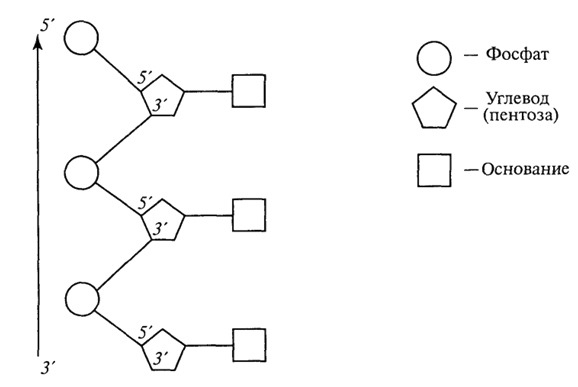 5′
5′
3′
5′
3′
5′
3′
3′
— Фосфат
— Углевод
(пентоза)
— Основание